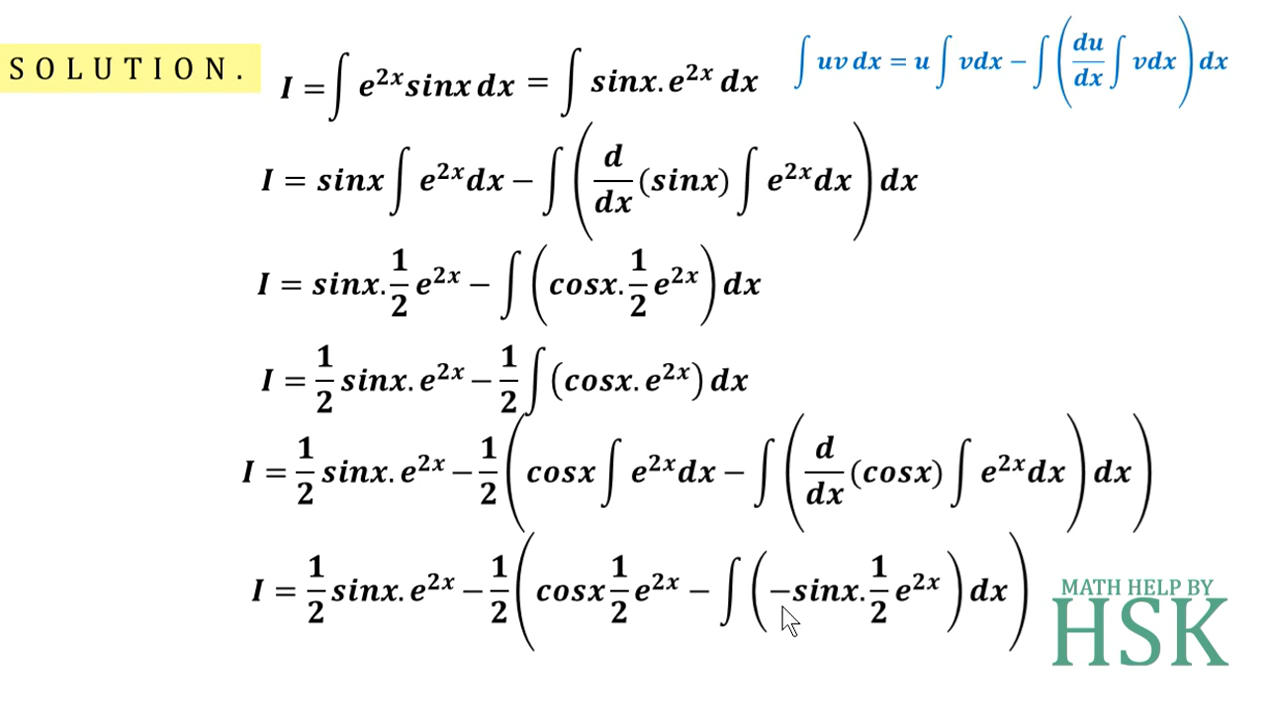 SOLUTION.
I = ∫ e^{2x} sinx dx = ∫ sinx. e^{2x} dx
∫ uv dx = u ∫ vdx − ∫ (du/dx ∫ vdx) dx
I = sinx ∫ e^{2x} dx − ∫ (d/dx (sinx) ∫ e^{2x} dx) dx
I = sinx. 1/2 e^{2x} − ∫ (cosx. 1/2 e^{2x}) dx
I = 1/2 sinx. e^{2x} − 1/2 ∫ (cosx. e^{2x}) dx
I = 1/2 sinx. e^{2x} − 1/2 (cosx ∫ e^{2x} dx − ∫ (d/dx (cosx) ∫ e^{2x} dx) dx)
I = 1/2 sinx. e^{2x} − 1/2 (cosx 1/2 e^{2x} − ∫ (−sinx. 1/2 e^{2x}) dx)
MATH HELP BY
HSK